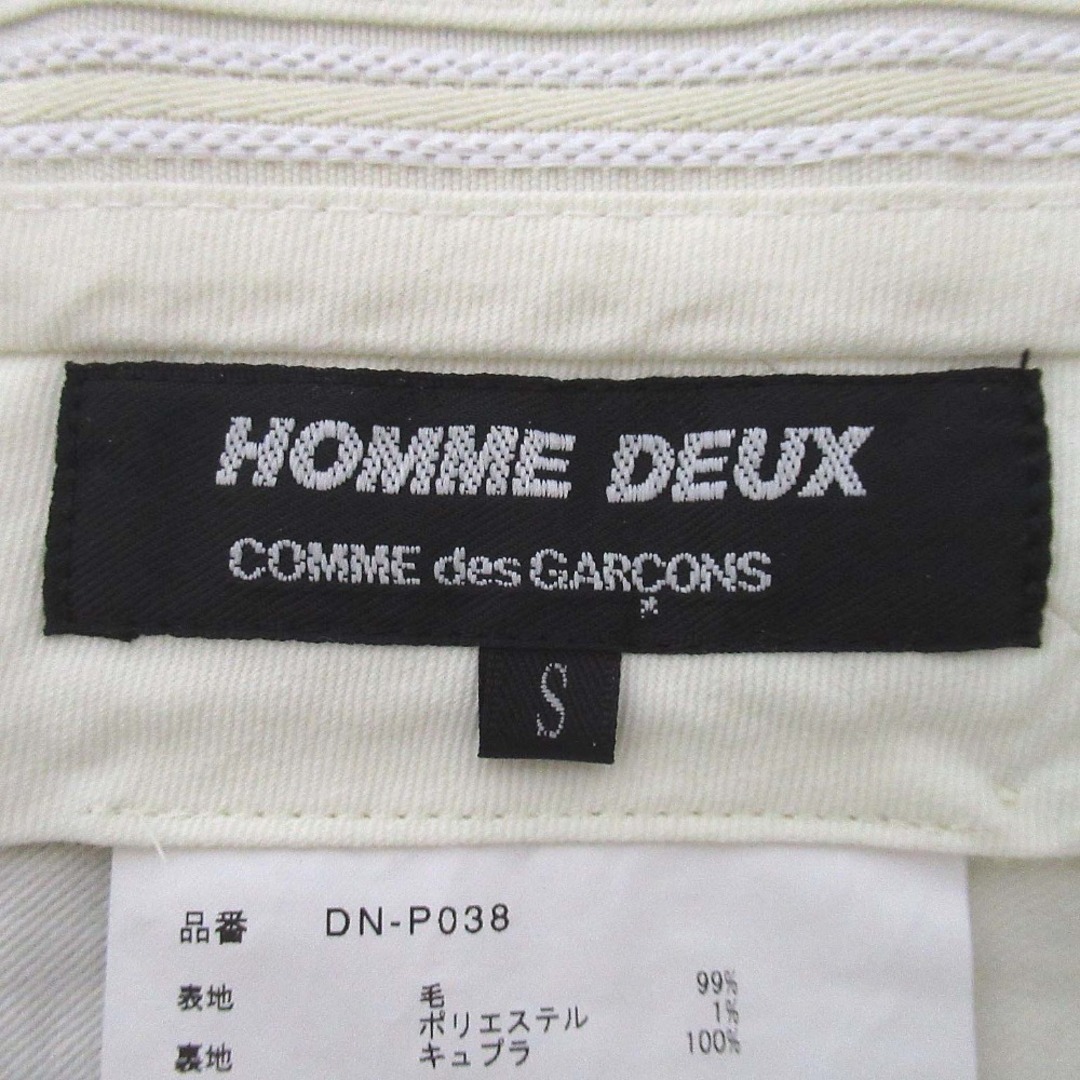 HOMME DEUX
COMME des GARÇONS
S
品番 DN-P038
表地 毛 99%
ポリエステル 1%
裏地 キュプラ 100%